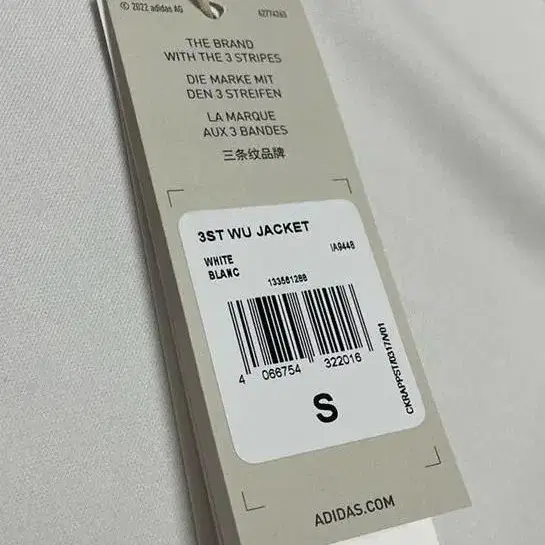 © 2022 adidas AG 62774363
THE BRAND
WITH THE 3 STRIPES
DIE MARKE MIT
DEN 3 STREIFEN
LA MARQUE
AUX 3 BANDES
三条纹品牌
3ST WU JACKET
WHITE IA9448
BLANC
133561288
4 066754 322016
S
ADIDAS.COM